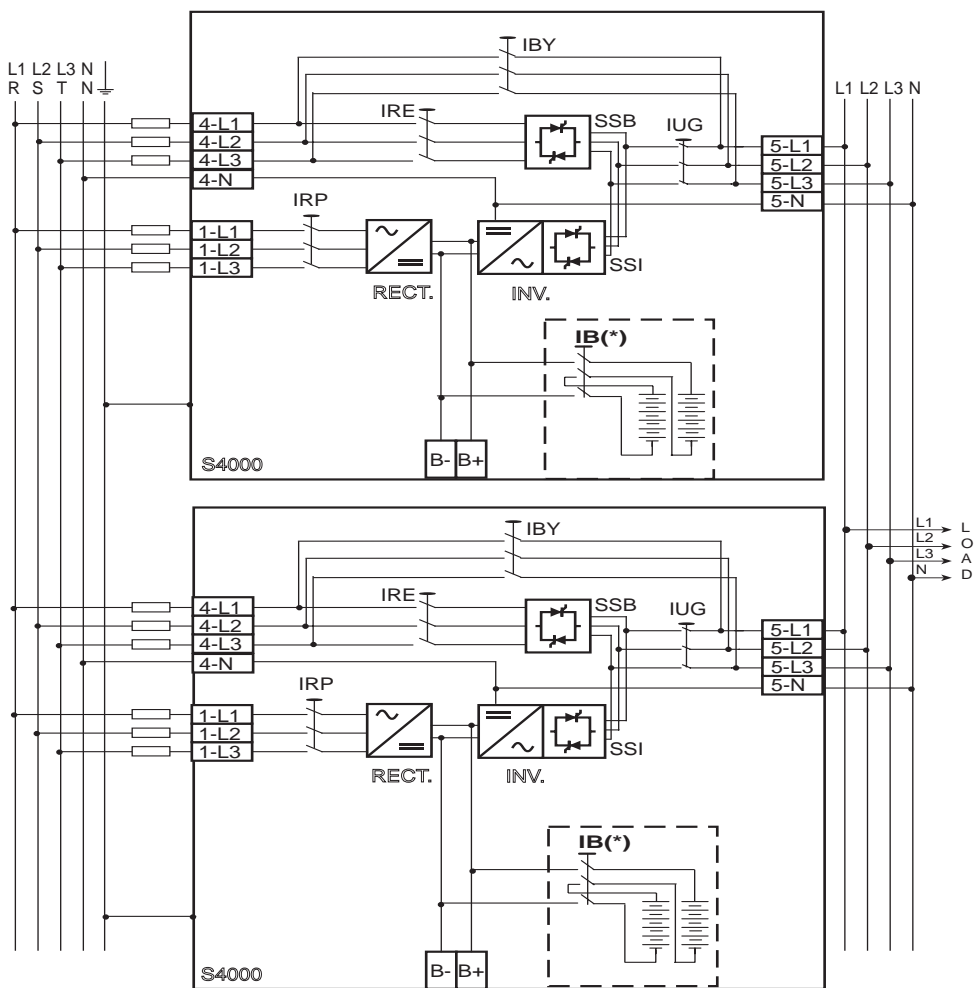 IBY
L1 L2 L3 N
R S T N
L1 L2 L3 N
IRE
SSB
IUG
4-L1
4-L2
4-L3
4-N
5-L1
5-L2
5-L3
5-N
IRP
1-L1
1-L2
1-L3
SSI
RECT.
INV.
IB(*)
B- B+
S4000
L1 L
L2 O
L3 A
N D
IBY
IRE
SSB
IUG
4-L1
4-L2
4-L3
4-N
5-L1
5-L2
5-L3
5-N
IRP
1-L1
1-L2
1-L3
SSI
RECT.
INV.
IB(*)
B- B+
S4000